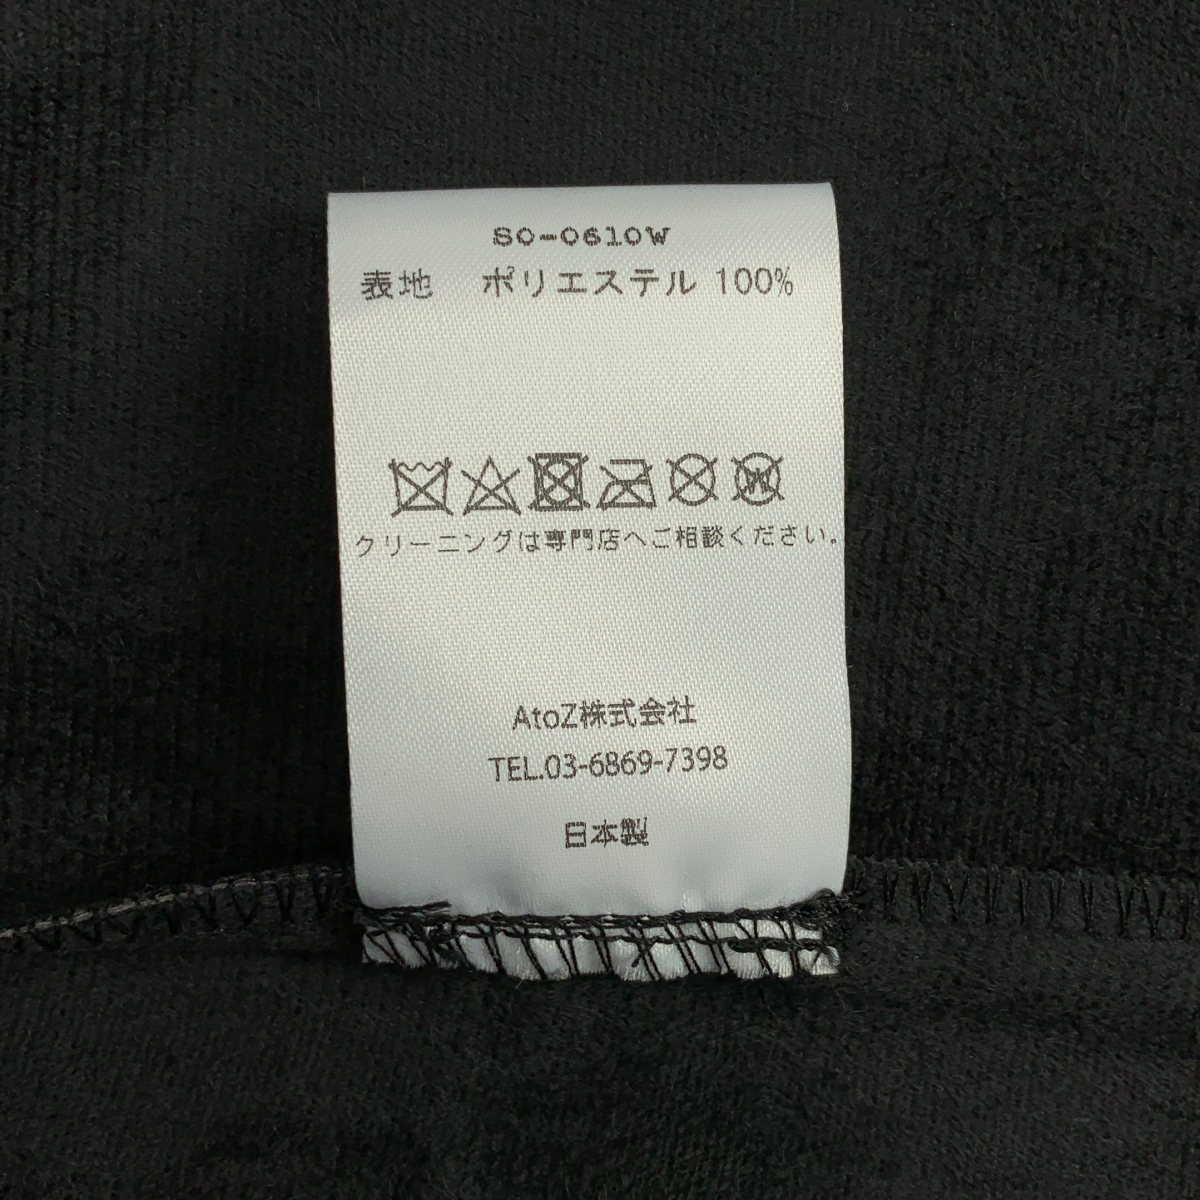 SO-0610W
表地 ポリエステル 100%
W
クリーニングは専門店へご相談ください。
AtoZ株式会社
TEL.03-6869-7398
日本製